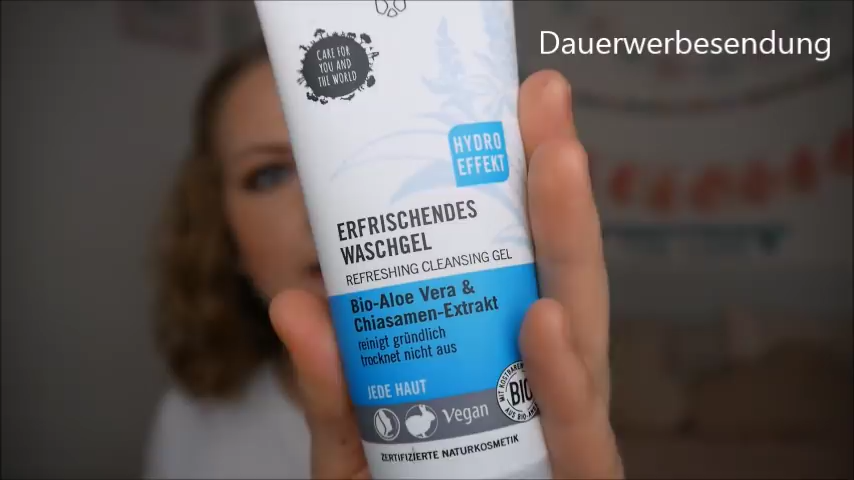 Dauerwerbesendung
CARE FOR
YOU AND
THE WORLD
HYDRO
EFFEKT
ERFRISCHENDES
WASCHGEL
REFRESHING CLEANSING GEL
Bio-Aloe Vera &
Chiasamen-Extrakt
reinigt gründlich
trocknet nicht aus
JEDE HAUT
Vegan
BIO
ZERTIFIZIERTE NATURKOSMETIK